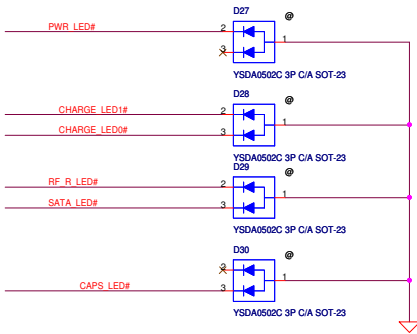 D27
@
PWR_LED#
2
1
3
YSDA0502C 3P C/A SOT-23
D28
@
CHARGE_LED1#
2
1
CHARGE_LED0#
3
YSDA0502C 3P C/A SOT-23
D29
@
RF_R_LED#
2
1
SATA_LED#
3
YSDA0502C 3P C/A SOT-23
D30
@
2
1
CAPS_LED#
3
YSDA0502C 3P C/A SOT-23